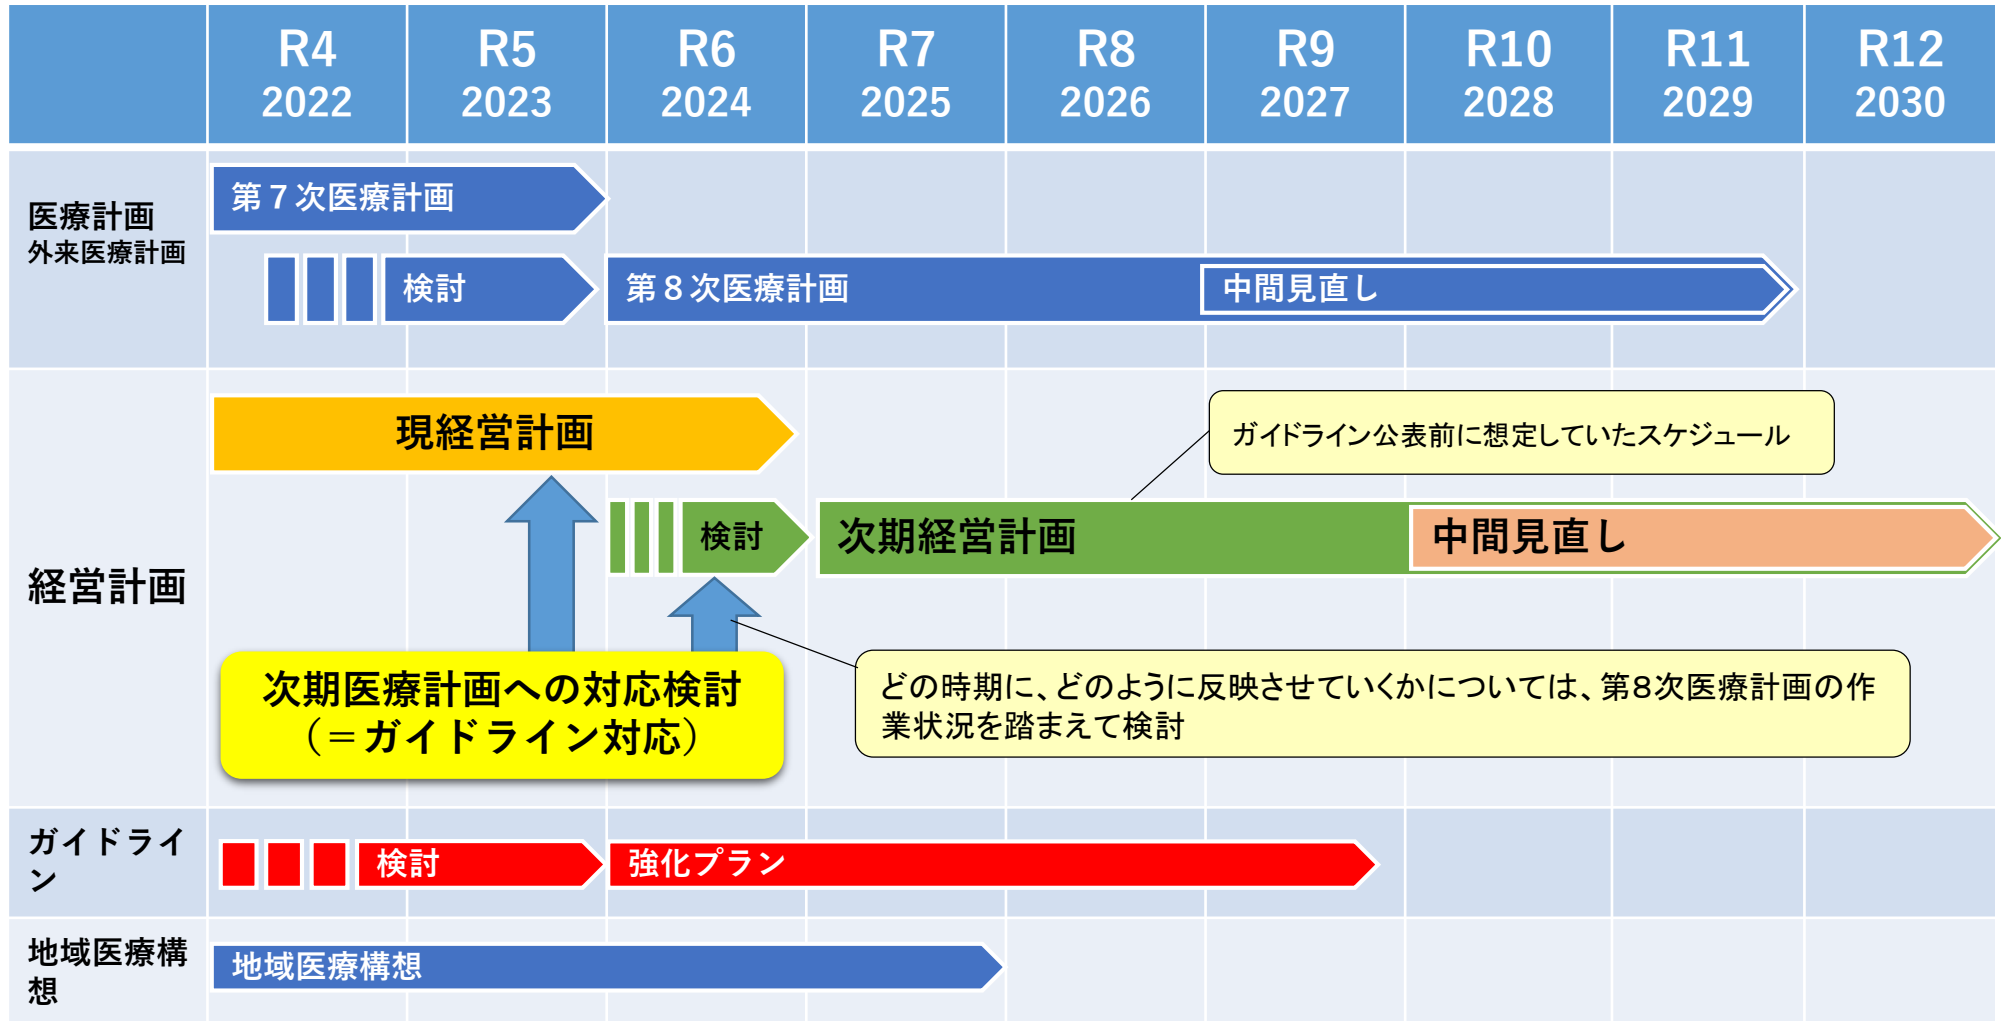 R4
2022
R5
2023
R6
2024
R7
2025
R8
2026
R9
2027
R10
2028
R11
2029
R12
2030
医療計画
外来医療計画
第７次医療計画
検討
第８次医療計画
中間見直し
経営計画
現経営計画
ガイドライン公表前に想定していたスケジュール
検討
次期経営計画
中間見直し
次期医療計画への対応検討
（＝ガイドライン対応）
どの時期に、どのように反映させていくかについては、第8次医療計画の作
業状況を踏まえて検討
ガイドライ
ン
検討
強化プラン
地域医療構
想
地域医療構想